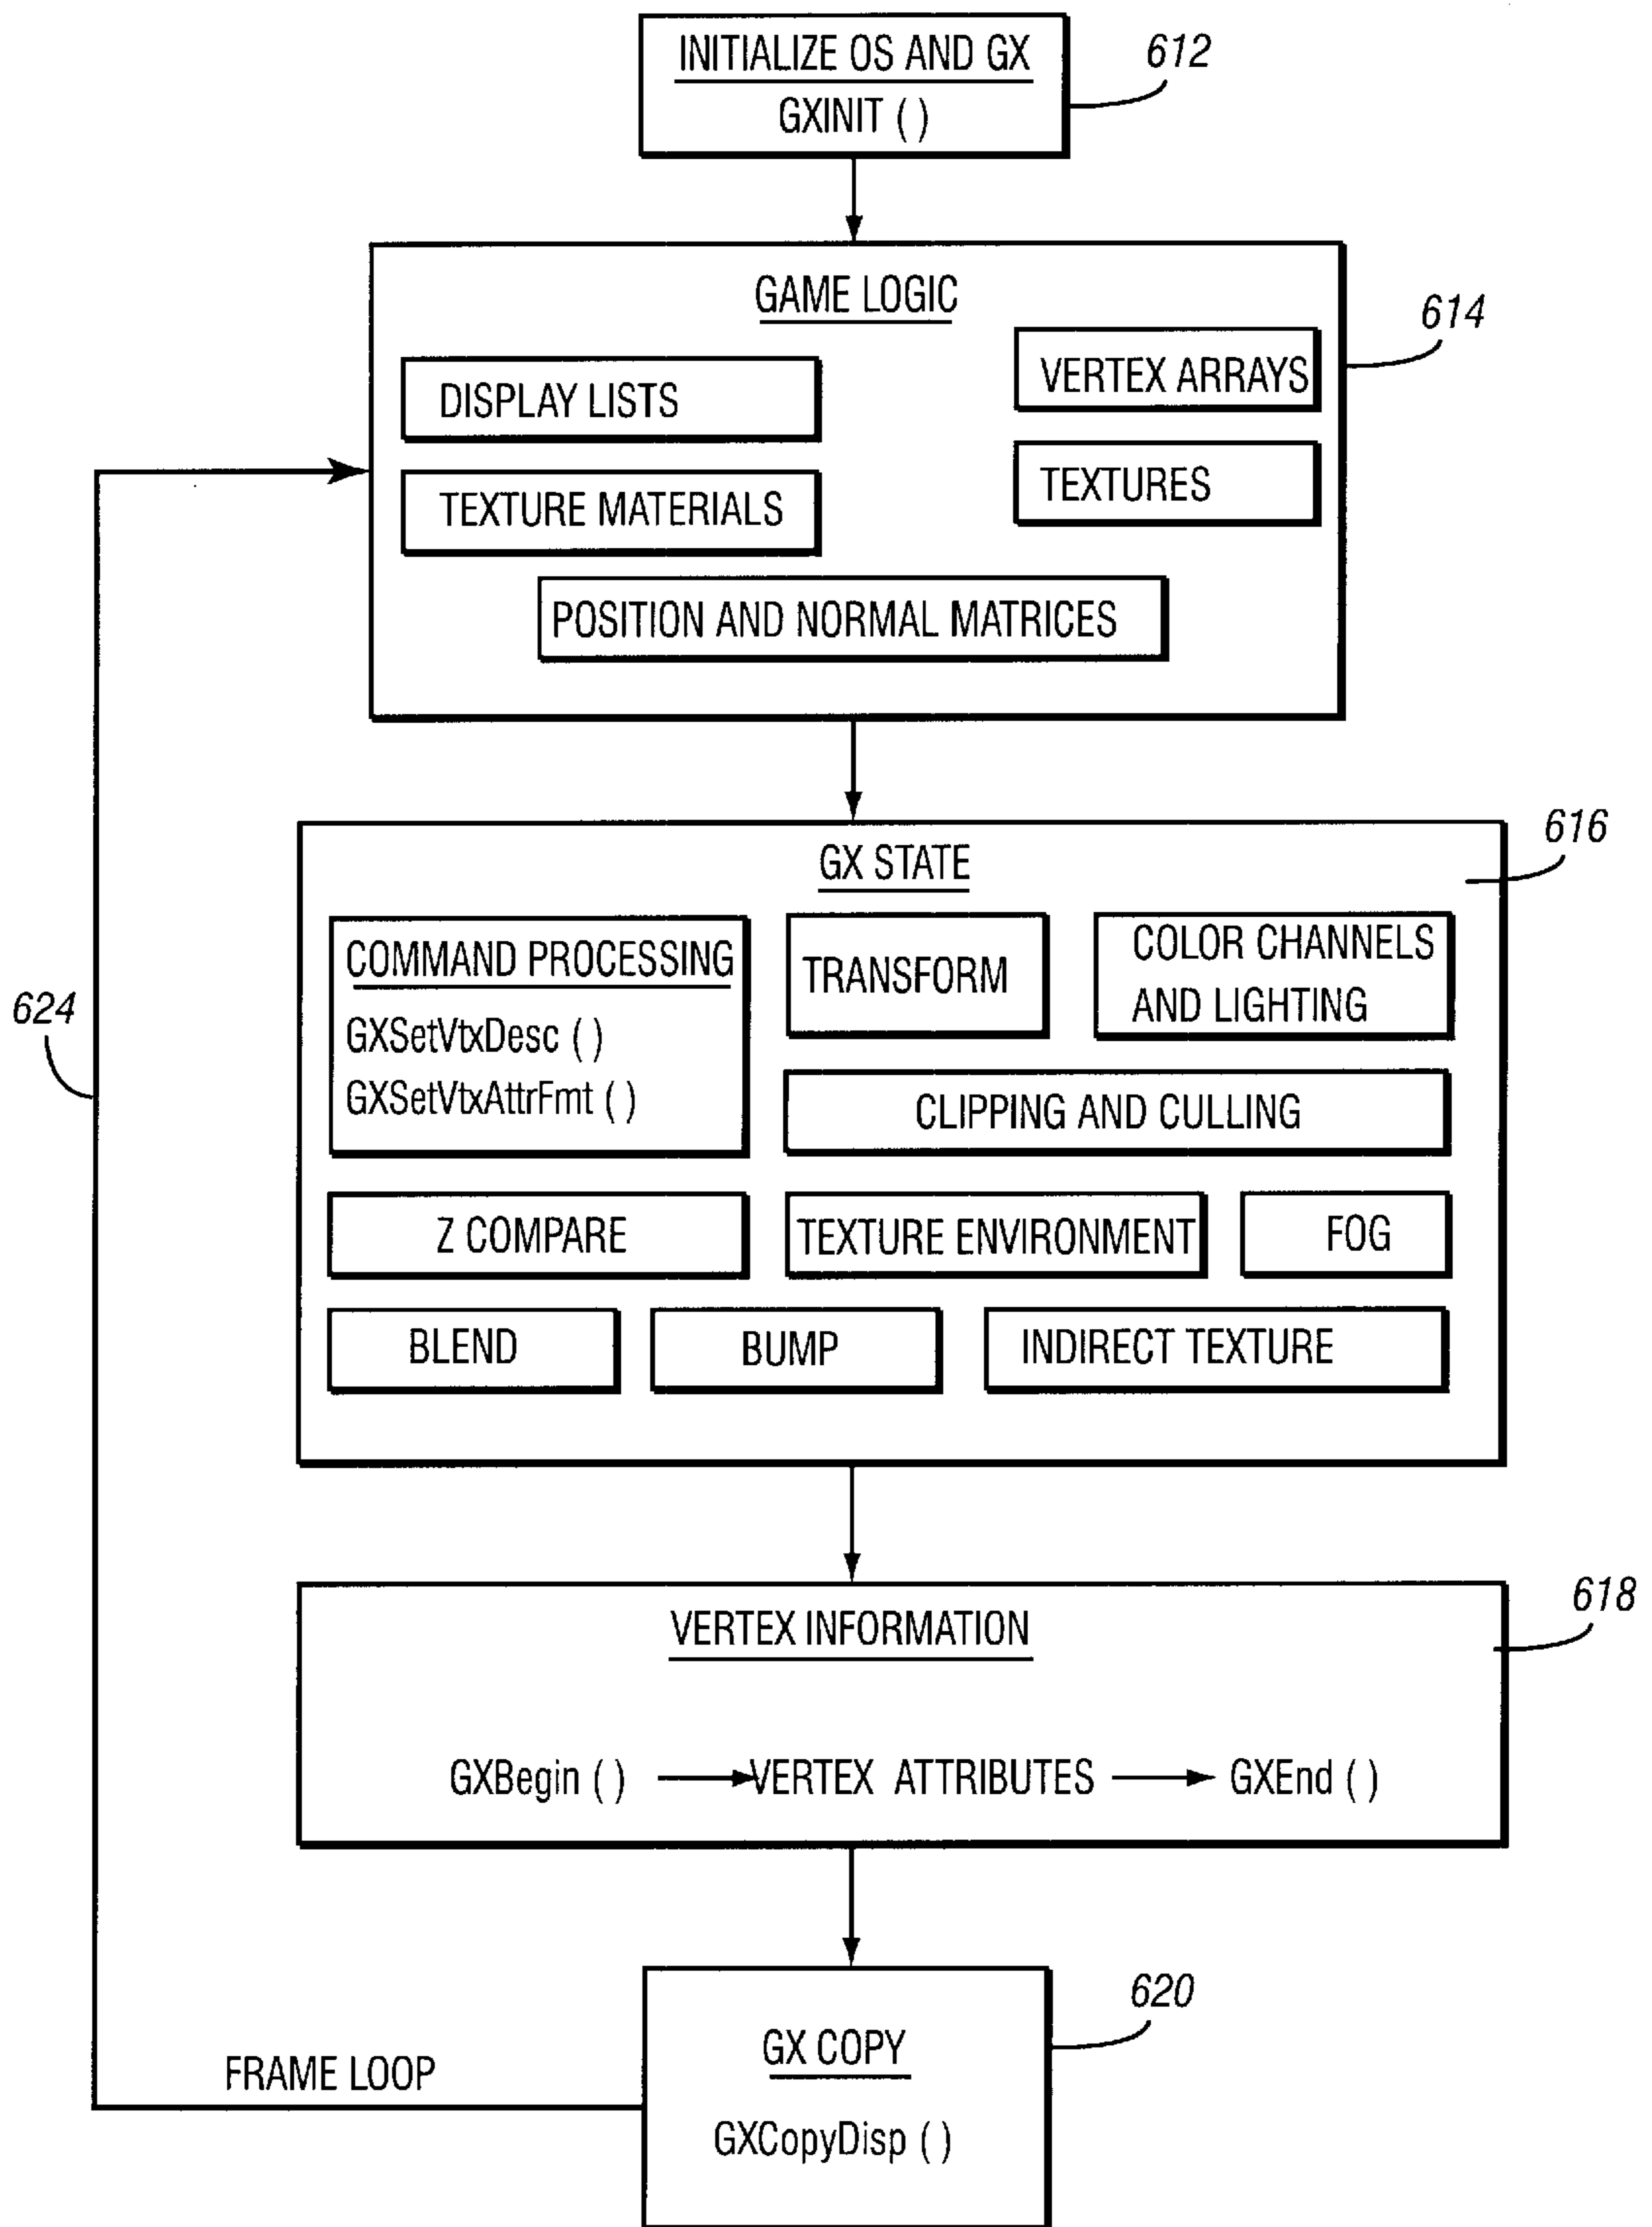 INITIALIZE OS AND GX
GXINIT ( )
612
GAME LOGIC
614
DISPLAY LISTS
VERTEX ARRAYS
TEXTURE MATERIALS
TEXTURES
POSITION AND NORMAL MATRICES
616
GX STATE
COMMAND PROCESSING
GXSetVtxDesc ( )
GXSetVtxAttrFmt ( )
TRANSFORM
COLOR CHANNELS
AND LIGHTING
CLIPPING AND CULLING
624
Z COMPARE
TEXTURE ENVIRONMENT
FOG
BLEND
BUMP
INDIRECT TEXTURE
618
VERTEX INFORMATION
GXBegin ( ) VERTEX ATTRIBUTES GXEnd ( )
620
GX COPY
GXCopyDisp ( )
FRAME LOOP